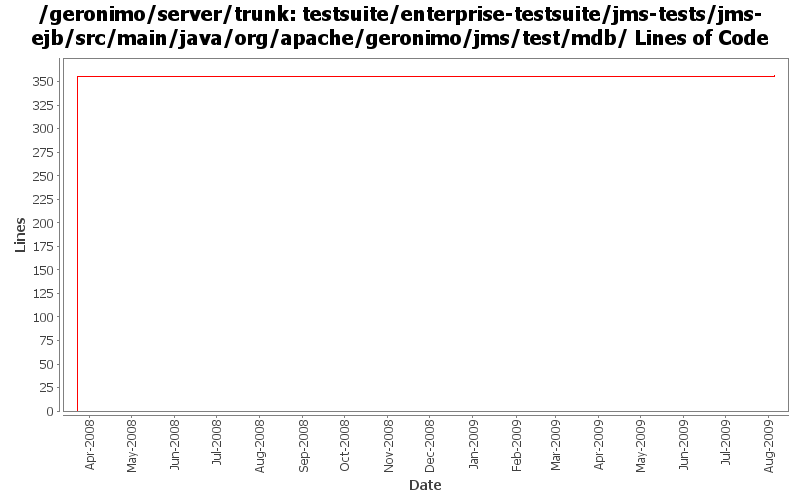 /geronimo/server/trunk: testsuite/enterprise-testsuite/jms-tests/jms-
ejb/src/main/java/org/apache/geronimo/jms/test/mdb/ Lines of Code
350
325
300
275
250
225
200
175
150
125
100
75
50
25
0
Lines
Apr-2008
May-2008
Jun-2008
Jul-2008
Aug-2008
Sep-2008
Oct-2008
Nov-2008
Dec-2008
Jan-2009
Feb-2009
Mar-2009
Apr-2009
May-2009
Jun-2009
Jul-2009
Aug-2009
Date